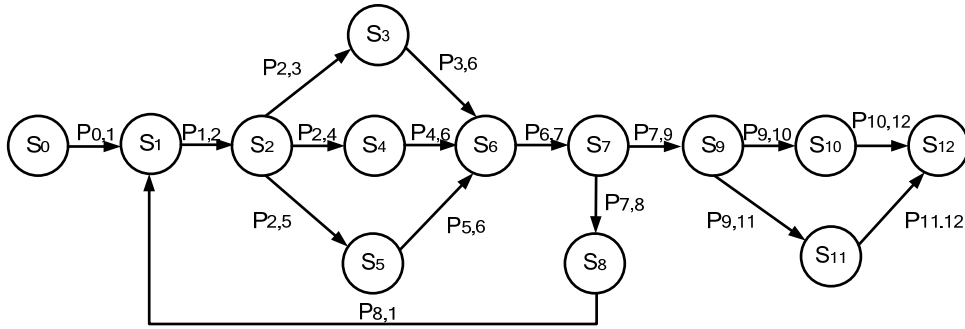 S3
P2,3
P3,6
P0,1
P1,2
P2,4
P4,6
P6,7
P7,9
P9,10
P10,12
S0
S1
S2
S4
S6
S7
S9
S10
S12
P2,5
P5,6
P7,8
P9,11
P11.12
S5
S8
S11
P8,1